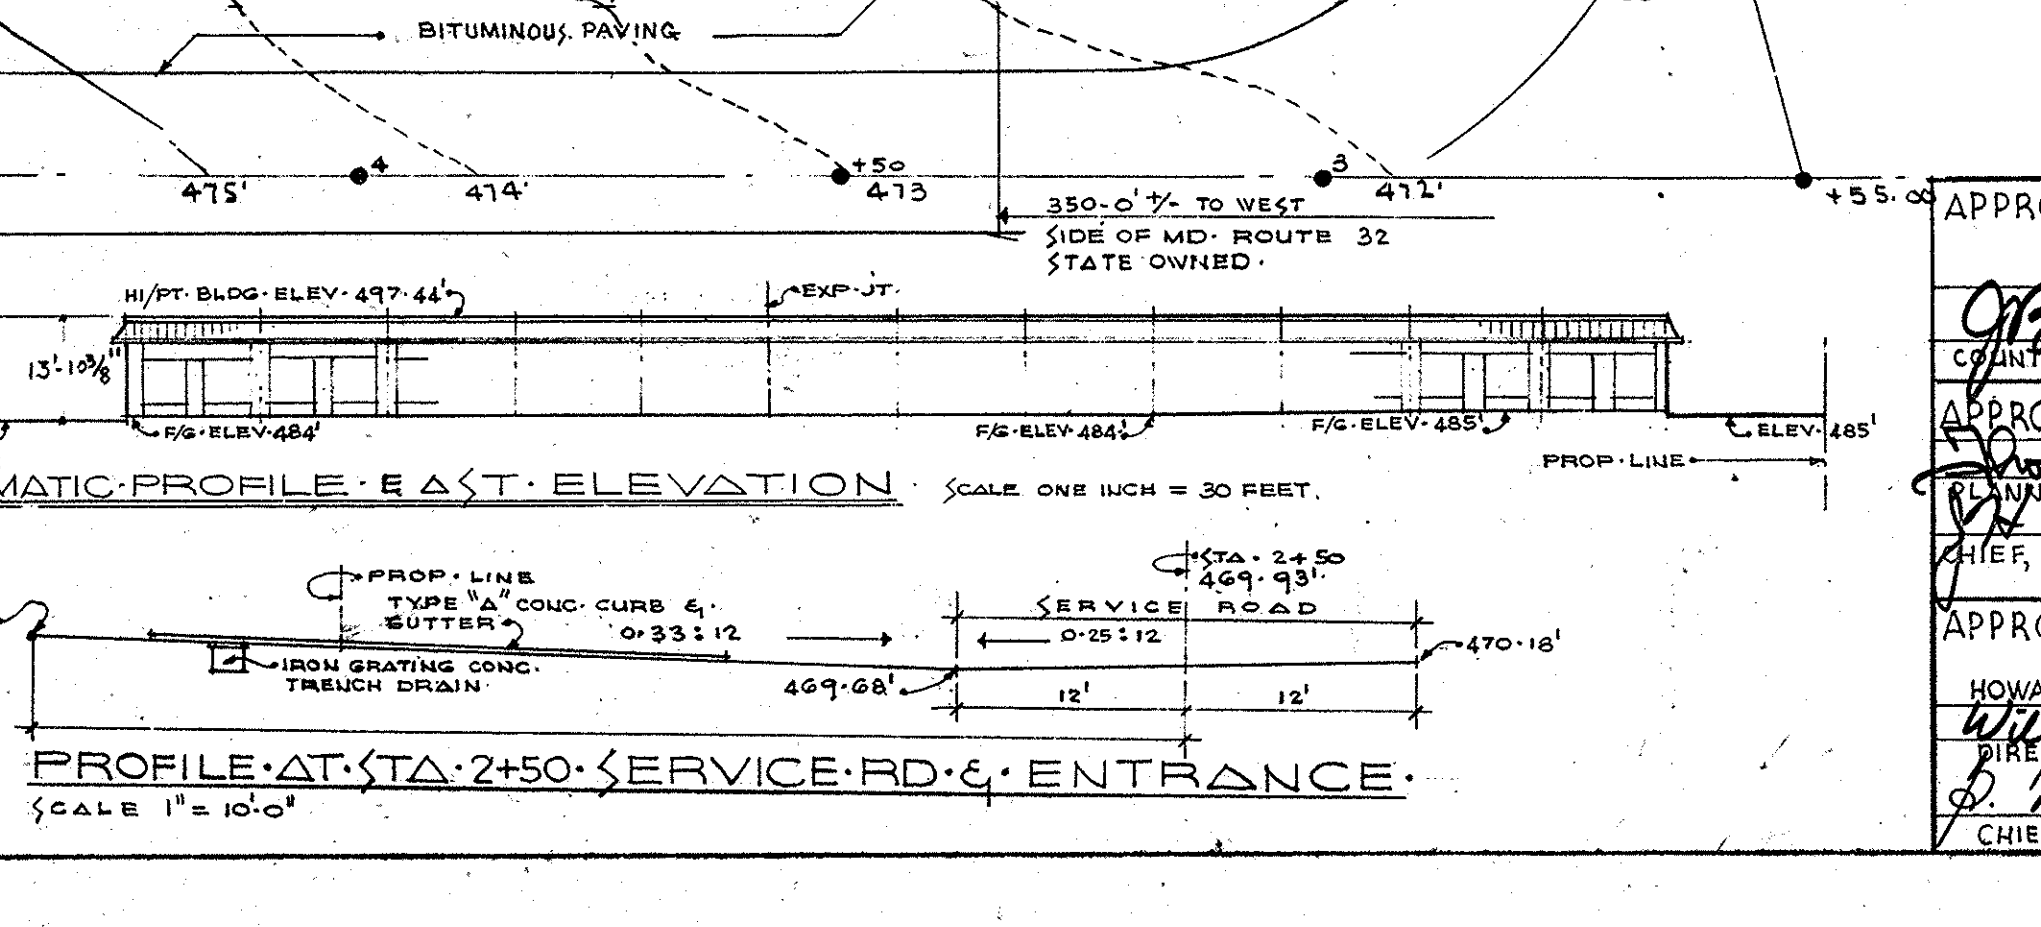 BITUMINOUS. PAVING
475'
4
474'
+50
473
3
472'
+55.00
350-0' +/- TO WEST
SIDE OF MD. ROUTE 32
STATE OWNED.
HI/PT. BLDG. ELEV. 497.44'
EXP. JT.
13'-10 3/8"
F/G. ELEV. 484'
F/G. ELEV. 484'
F/G. ELEV. 485'
ELEV. 485'
PROP. LINE
MATIC. PROFILE. EAST. ELEVATION
SCALE ONE INCH = 30 FEET.
PROP. LINE
TYPE "A" CONC. CURB &.
GUTTER
0.33:12
IRON GRATING CONC.
TRENCH DRAIN.
STA. 2+50
469.93'.
SERVICE ROAD
0.25:12
470.18'
469.68'
12'
12'
PROFILE. AT. STA. 2+50. SERVICE. RD. &. ENTRANCE.
SCALE 1" = 10'-0"
APPRO
COUNT
APPRO
PLANN
CHIEF,
APPRO
HOWA
Wil
DIRE
CHIE